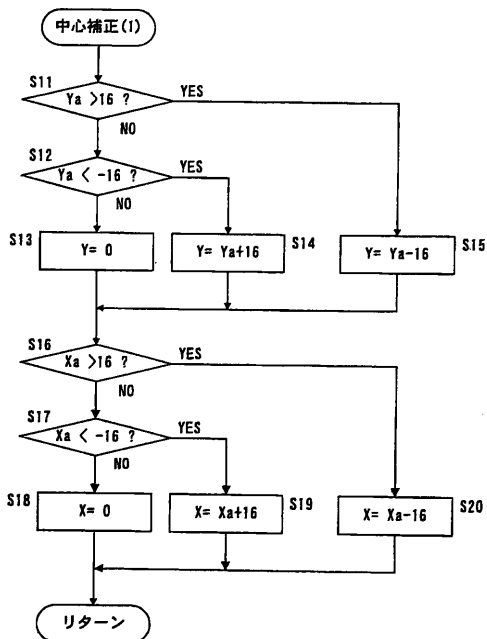 中心補正(1)
S11
Ya >16 ?
YES
NO
S12
Ya < -16 ?
YES
NO
S13
Y= 0
Y= Ya+16
S14
Y= Ya-16
S15
S16
Xa >16 ?
YES
NO
S17
Xa < -16 ?
YES
NO
S18
X= 0
X= Xa+16
S19
X= Xa-16
S20
リターン